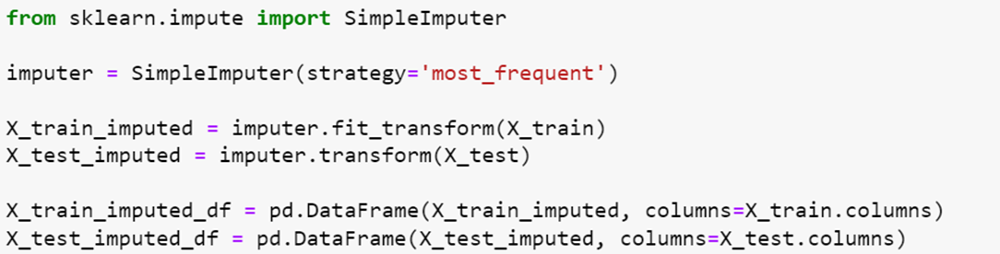 from sklearn.impute import SimpleImputer
imputer = SimpleImputer(strategy='most_frequent')
X_train_imputed = imputer.fit_transform(X_train)
X_test_imputed = imputer.transform(X_test)
X_train_imputed_df = pd.DataFrame(X_train_imputed, columns=X_train.columns)
X_test_imputed_df = pd.DataFrame(X_test_imputed, columns=X_test.columns)